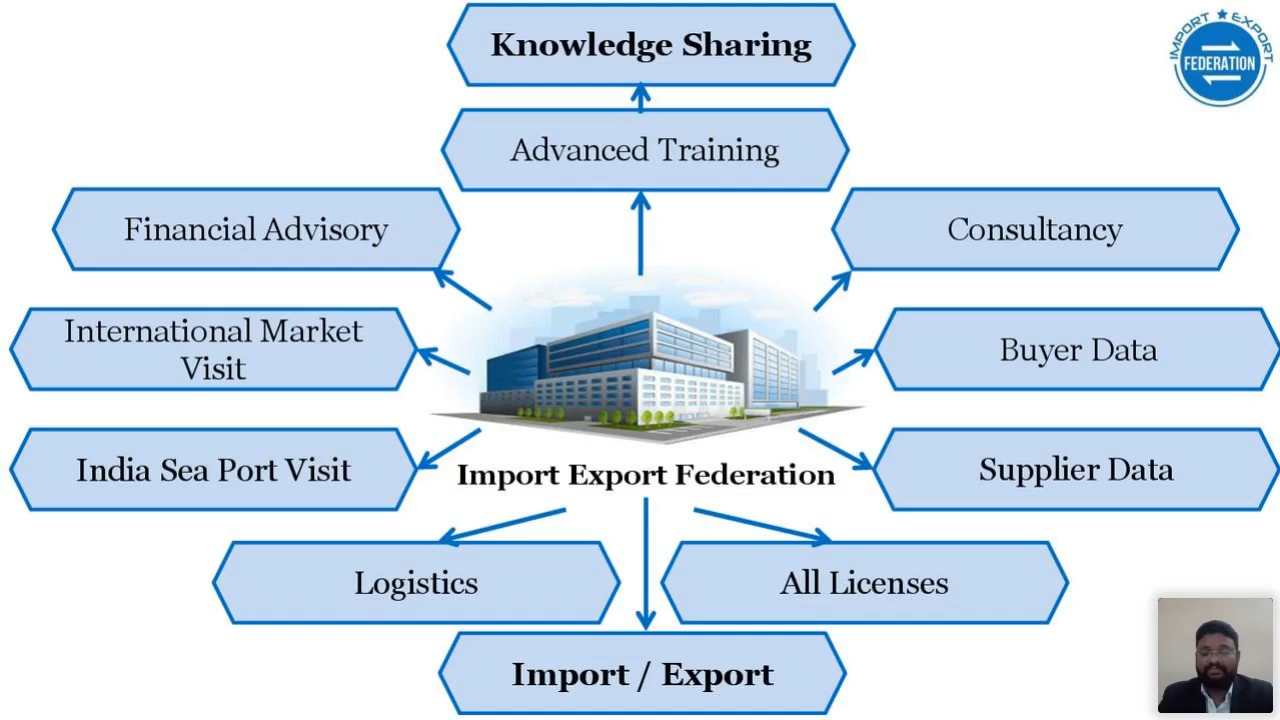 Knowledge Sharing
IMPORT ★ EXPORT
FEDERATION
Advanced Training
Financial Advisory
Consultancy
International Market
Visit
Buyer Data
India Sea Port Visit
Import Export Federation
Supplier Data
Logistics
All Licenses
Import / Export